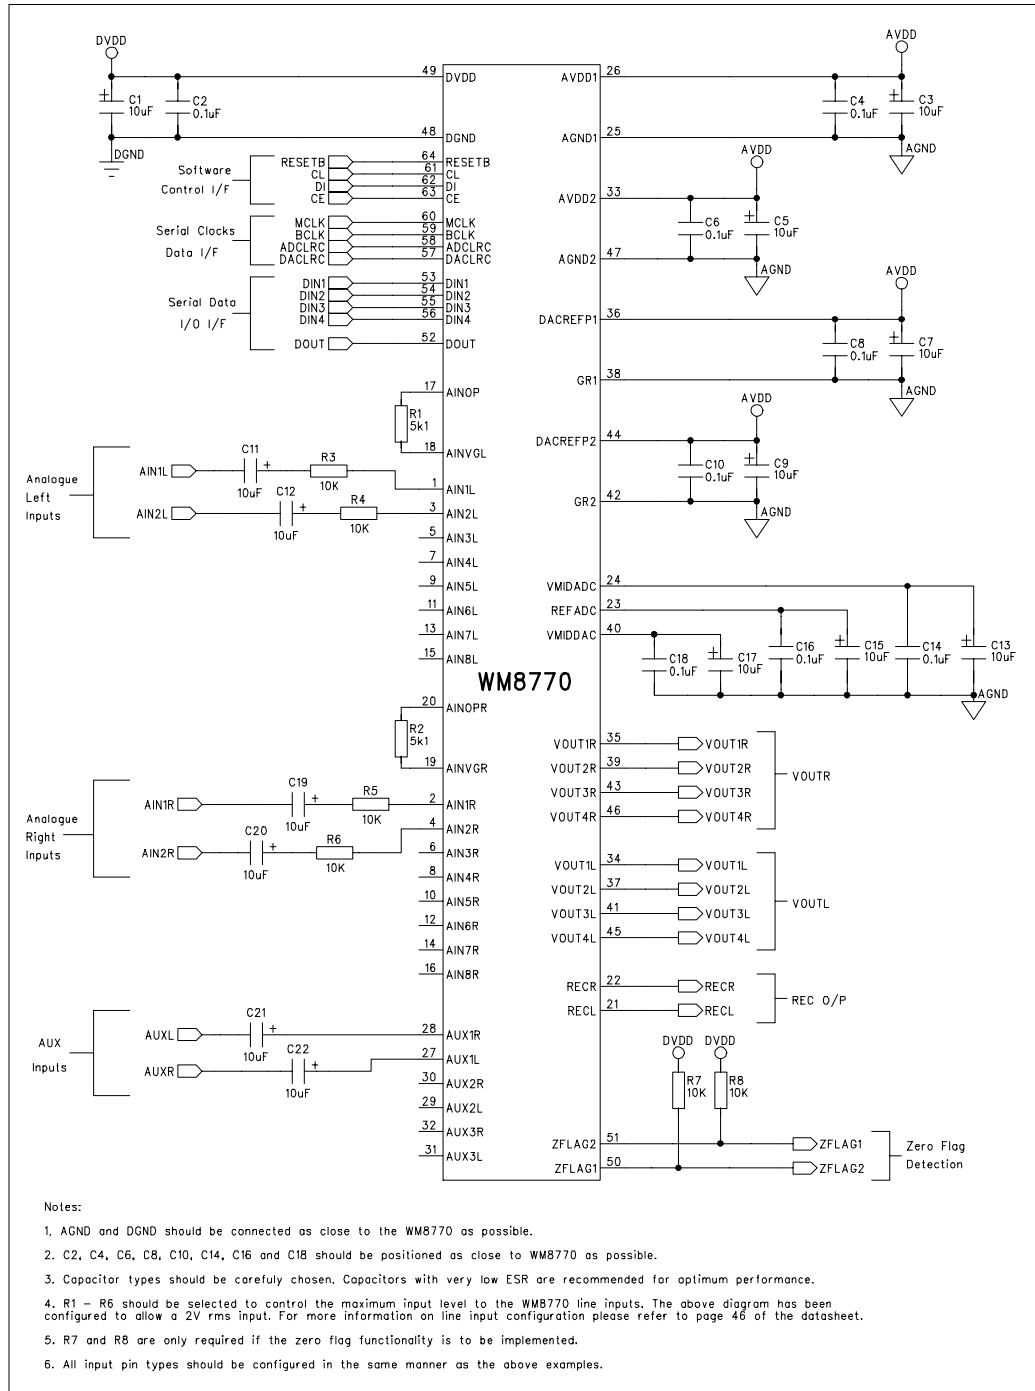 DVDD
C1
10uF
C2
0.1uF
DGND
49 DVDD
48 DGND
Software
Control I/F
RESETB 64 RESETB
CL 61 CL
DI 62 DI
CE 63 CE
Serial Clocks
Data I/F
MCLK 60 MCLK
BCLK 59 BCLK
ADCLRC 58 ADCLRC
DACLRC 57 DACLRC
Serial Data
I/O I/F
DIN1 53 DIN1
DIN2 54 DIN2
DIN3 55 DIN3
DIN4 56 DIN4
DOUT 52 DOUT
17 AINOP
R1
5k1
18 AINVGL
Analogue
Left
Inputs
AIN1L
C11
+
10uF
R3
10K
1 AIN1L
AIN2L
C12
+
10uF
R4
10K
3 AIN2L
5 AIN3L
7 AIN4L
9 AIN5L
11 AIN6L
13 AIN7L
15 AIN8L
WM8770
20 AINOPR
R2
5k1
19 AINVGR
Analogue
Right
Inputs
AIN1R
C19
+
10uF
R5
10K
2 AIN1R
AIN2R
C20
+
10uF
R6
10K
4 AIN2R
6 AIN3R
8 AIN4R
10 AIN5R
12 AIN6R
14 AIN7R
16 AIN8R
AUX
Inputs
AUXL
C21
+
10uF
28 AUX1R
AUXR
C22
+
10uF
27 AUX1L
30 AUX2R
29 AUX2L
32 AUX3R
31 AUX3L
AVDD
AVDD1 26
C4
0.1uF
+
C3
10uF
AGND1 25
AGND
AVDD
AVDD2 33
C6
0.1uF
+
C5
10uF
AGND2 47
AGND
AVDD
DACREFP1 36
C8
0.1uF
+
C7
10uF
GR1 38
AGND
AVDD
DACREFP2 44
C10
0.1uF
+
C9
10uF
GR2 42
AGND
VMIDADC 24
REFADC 23
VMIDDAC 40
C18
0.1uF
+
C17
10uF
C16
0.1uF
+
C15
10uF
C14
0.1uF
+
C13
10uF
AGND
VOUT1R 35 VOUT1R
VOUT2R 39 VOUT2R
VOUT3R 43 VOUT3R
VOUT4R 46 VOUT4R
VOUTR
VOUT1L 34 VOUT1L
VOUT2L 37 VOUT2L
VOUT3L 41 VOUT3L
VOUT4L 45 VOUT4L
VOUTL
RECR 22 RECR
RECL 21 RECL
REC O/P
DVDD DVDD
R7
10K
R8
10K
ZFLAG2 51 ZFLAG1
ZFLAG1 50 ZFLAG2
Zero Flag
Detection
Notes:
1. AGND and DGND should be connected as close to the WM8770 as possible.
2. C2, C4, C6, C8, C10, C14, C16 and C18 should be positioned as close to WM8770 as possible.
3. Capacitor types should be carefuly chosen. Capacitors with very low ESR are recommended for optimum performance.
4. R1 - R6 should be selected to control the maximum input level to the WM8770 line inputs. The above diagram has been
configured to allow a 2V rms input. For more information on line input configuration please refer to page 46 of the datasheet.
5. R7 and R8 are only required if the zero flag functionality is to be implemented.
6. All input pin types should be configured in the same manner as the above examples.